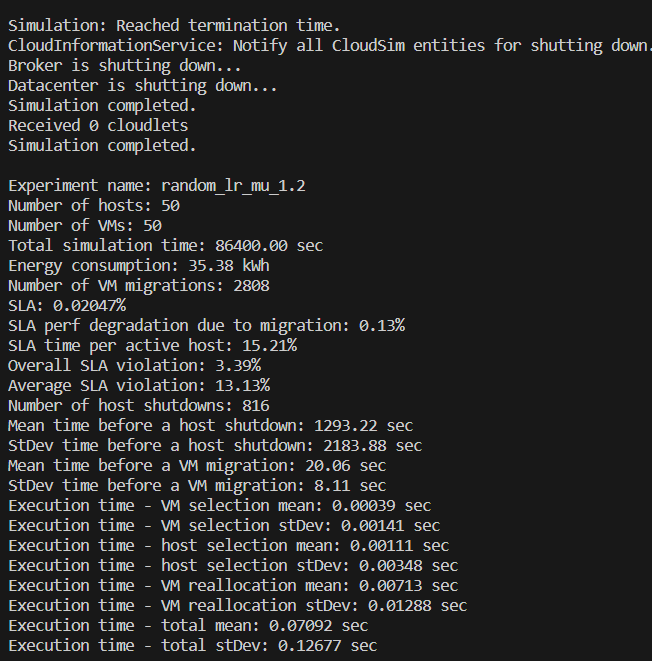 Simulation: Reached termination time.
CloudInformationService: Notify all CloudSim entities for shutting down.
Broker is shutting down...
Datacenter is shutting down...
Simulation completed.
Received 0 cloudlets
Simulation completed.
Experiment name: random_lr_mu_1.2
Number of hosts: 50
Number of VMs: 50
Total simulation time: 86400.00 sec
Energy consumption: 35.38 kWh
Number of VM migrations: 2808
SLA: 0.02047%
SLA perf degradation due to migration: 0.13%
SLA time per active host: 15.21%
Overall SLA violation: 3.39%
Average SLA violation: 13.13%
Number of host shutdowns: 816
Mean time before a host shutdown: 1293.22 sec
StDev time before a host shutdown: 2183.88 sec
Mean time before a VM migration: 20.06 sec
StDev time before a VM migration: 8.11 sec
Execution time - VM selection mean: 0.00039 sec
Execution time - VM selection stDev: 0.00141 sec
Execution time - host selection mean: 0.00111 sec
Execution time - host selection stDev: 0.00348 sec
Execution time - VM reallocation mean: 0.00713 sec
Execution time - VM reallocation stDev: 0.01288 sec
Execution time - total mean: 0.07092 sec
Execution time - total stDev: 0.12677 sec